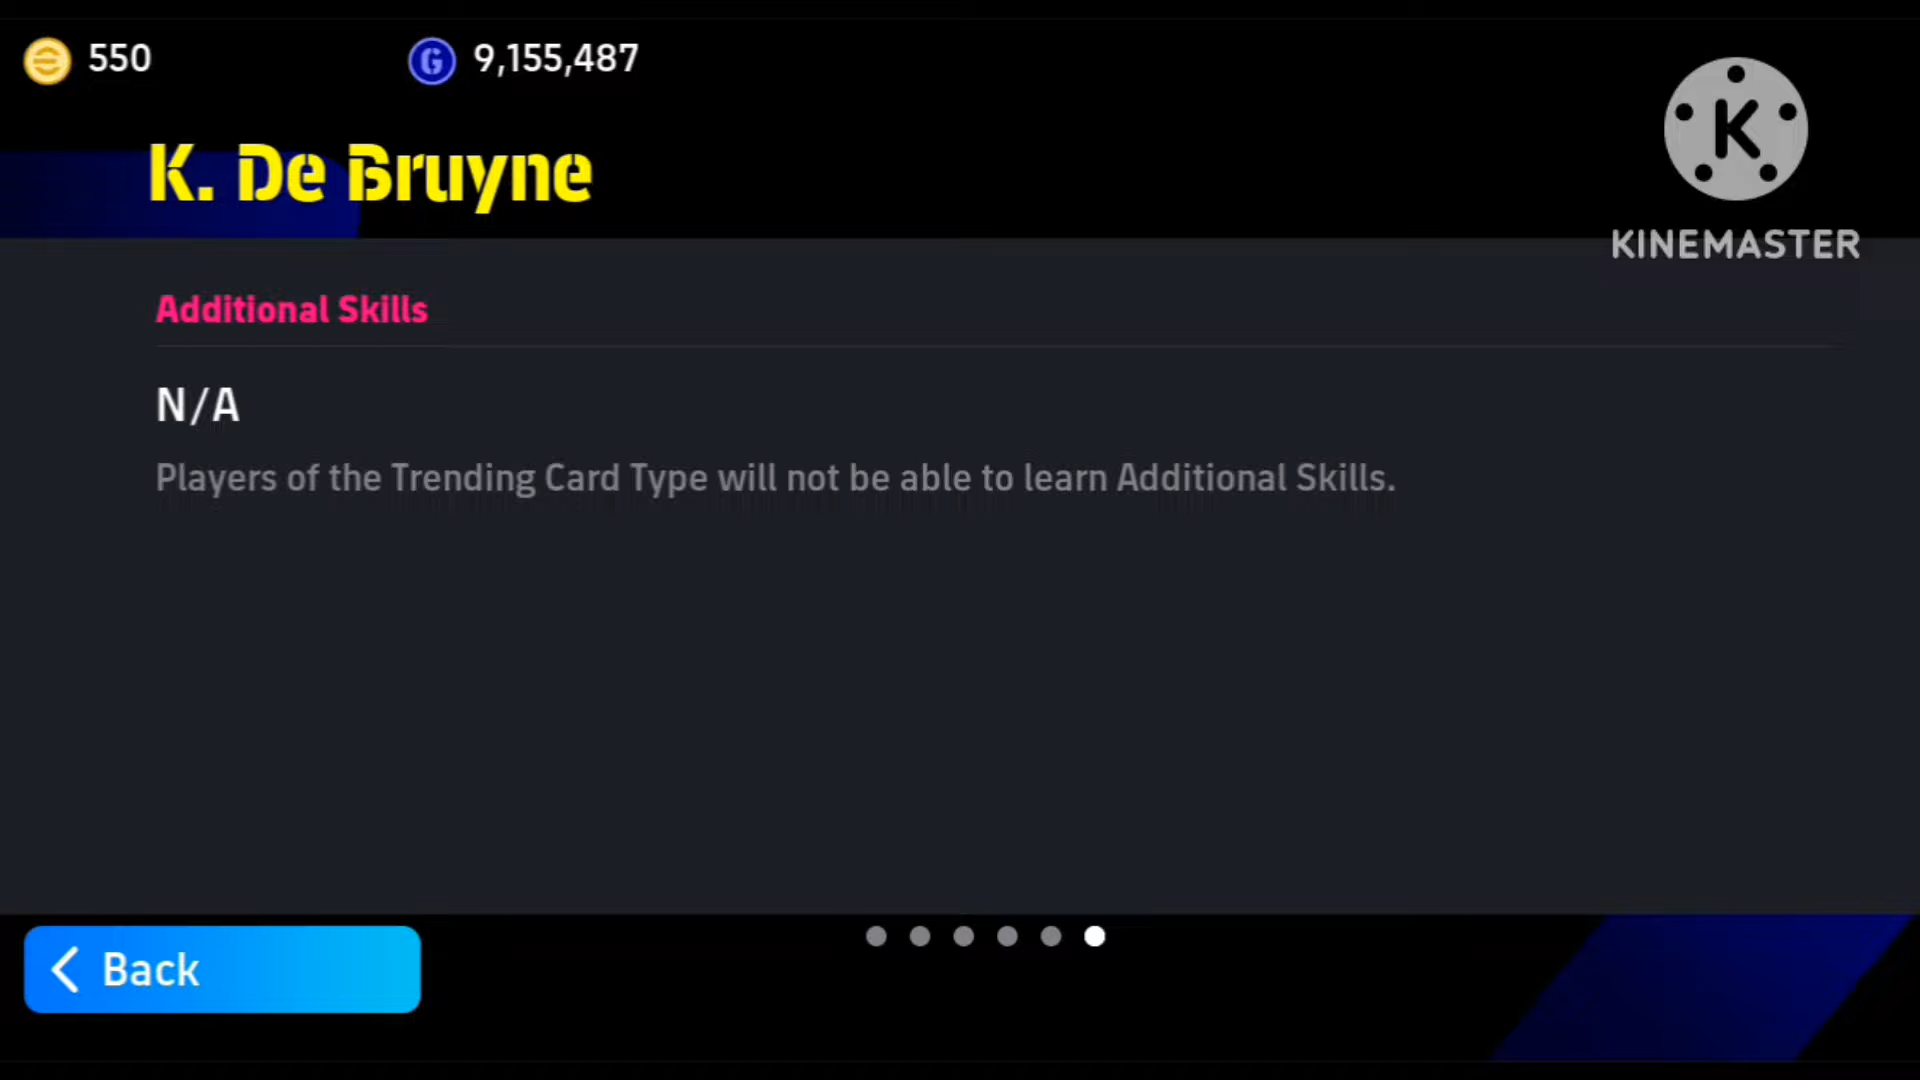 550
9,155,487
K
KINEMASTER
K. De Bruyne
Additional Skills
N/A
Players of the Trending Card Type will not be able to learn Additional Skills.
Back